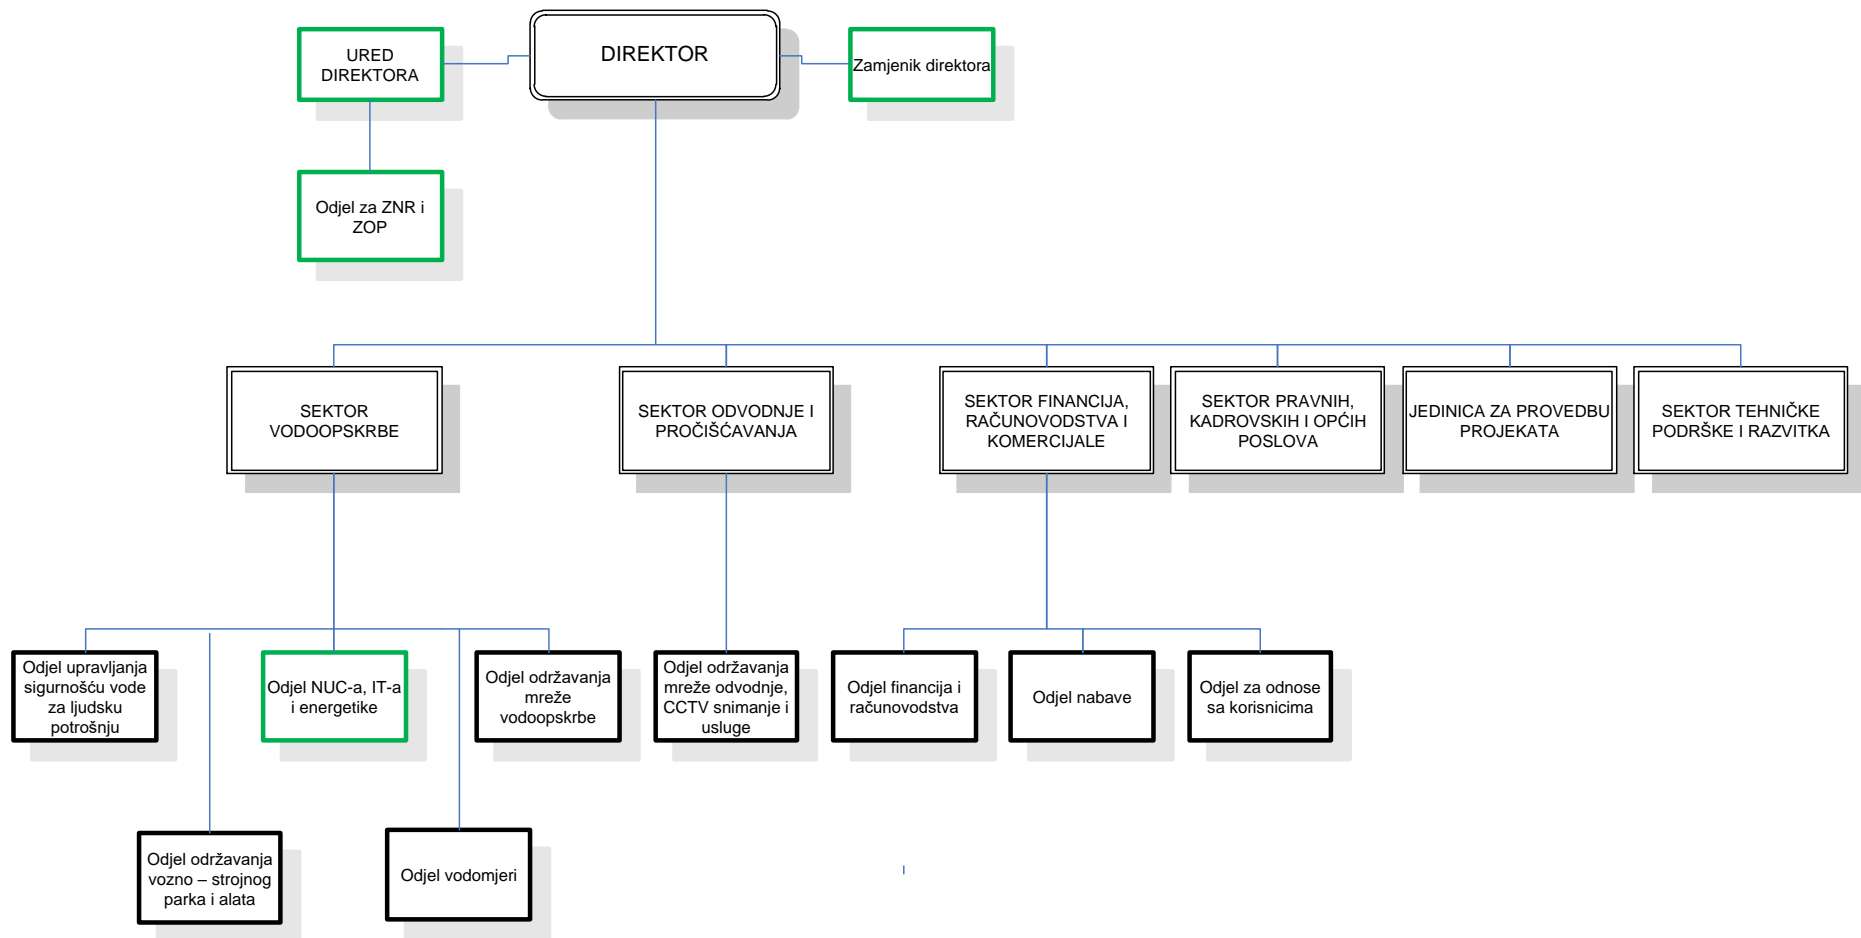 URED
DIREKTORA
DIREKTOR
Zamjenik direktora
Odjel za ZNR i
ZOP
SEKTOR
VODOOPSKRBE
SEKTOR ODVODNJE I
PROČIŠĆAVANJA
SEKTOR FINANCIJA,
RAČUNOVODSTVA I
KOMERCIJALE
SEKTOR PRAVNIH,
KADROVSKIH I OPĆIH
POSLOVA
JEDINICA ZA PROVEDBU
PROJEKATA
SEKTOR TEHNIČKE
PODRŠKE I RAZVITKA
Odjel upravljanja
sigurnošću vode
za ljudsku
potrošnju
Odjel NUC-a, IT-a
i energetike
Odjel održavanja
mreže
vodoopskrbe
Odjel održavanja
mreže odvodnje,
CCTV snimanje i
usluge
Odjel financija i
računovodstva
Odjel nabave
Odjel za odnose
sa korisnicima
Odjel održavanja
vozno – strojnog
parka i alata
Odjel vodomjeri